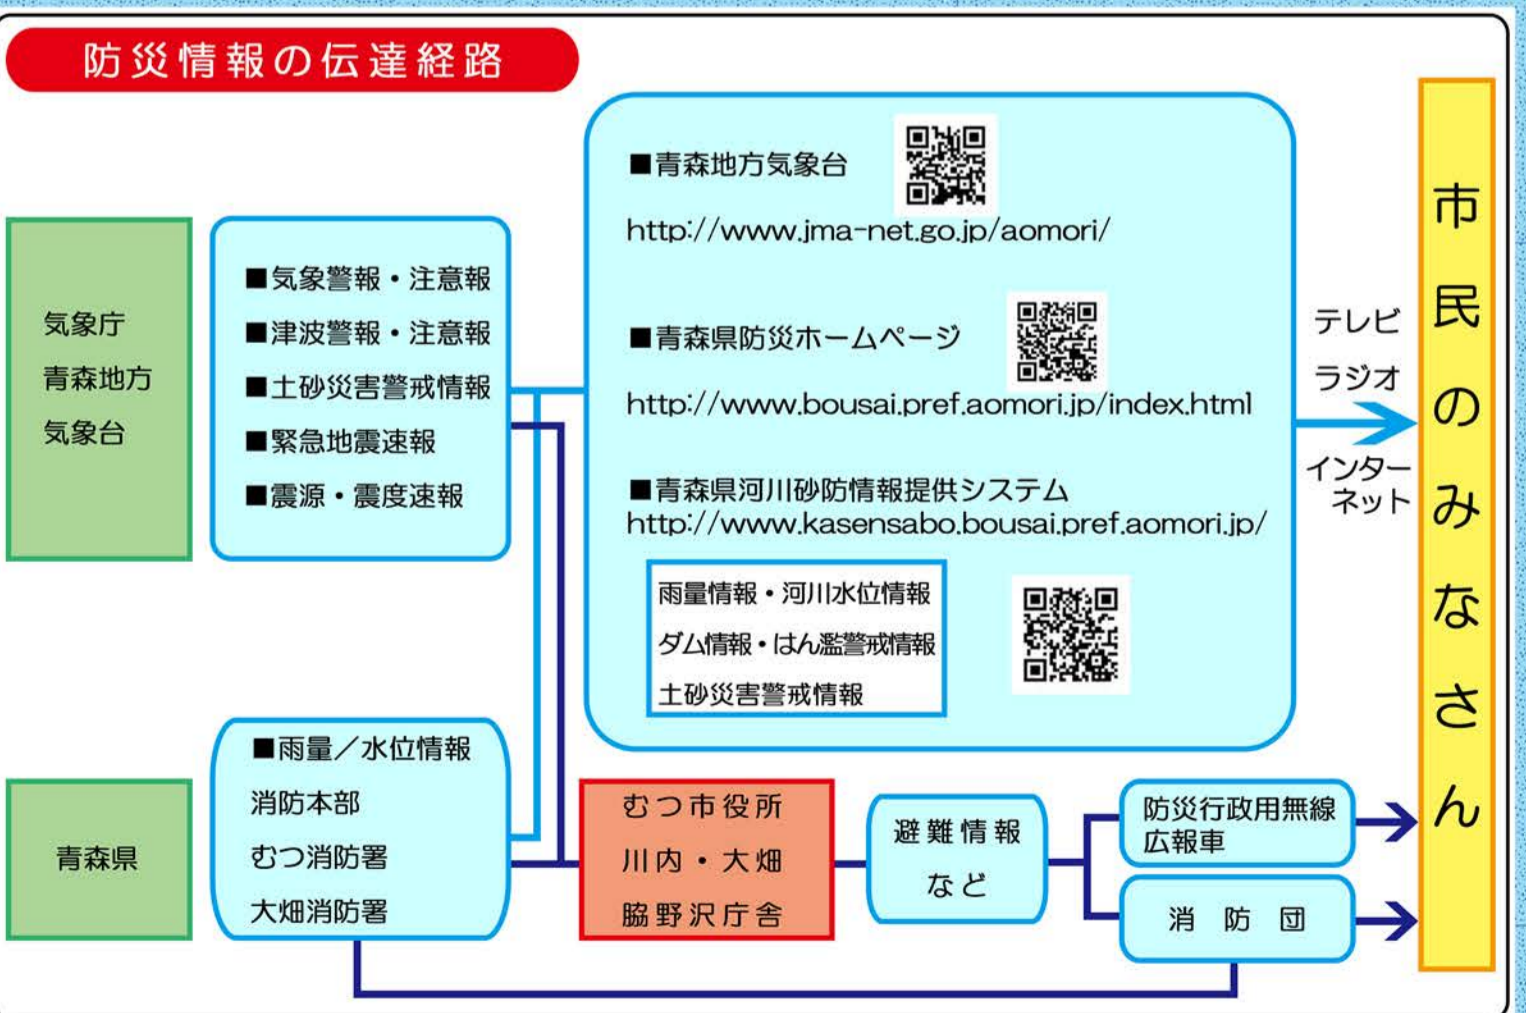 防災情報の伝達経路
気象庁
青森地方
気象台
■気象警報・注意報
■津波警報・注意報
■土砂災害警戒情報
■緊急地震速報
■震源・震度速報
■青森地方気象台
http://www.jma-net.go.jp/aomori/
■青森県防災ホームページ
http://www.bousai.pref.aomori.jp/index.html
■青森県河川砂防情報提供システム
http://www.kasensabo.bousai.pref.aomori.jp/
雨量情報・河川水位情報
ダム情報・はん濫警戒情報
土砂災害警戒情報
テレビ
ラジオ
インター
ネット
市民のみなさん
青森県
■雨量／水位情報
消防本部
むつ消防署
大畑消防署
むつ市役所
川内・大畑
脇野沢庁舎
避難情報
など
防災行政用無線
広報車
消防団